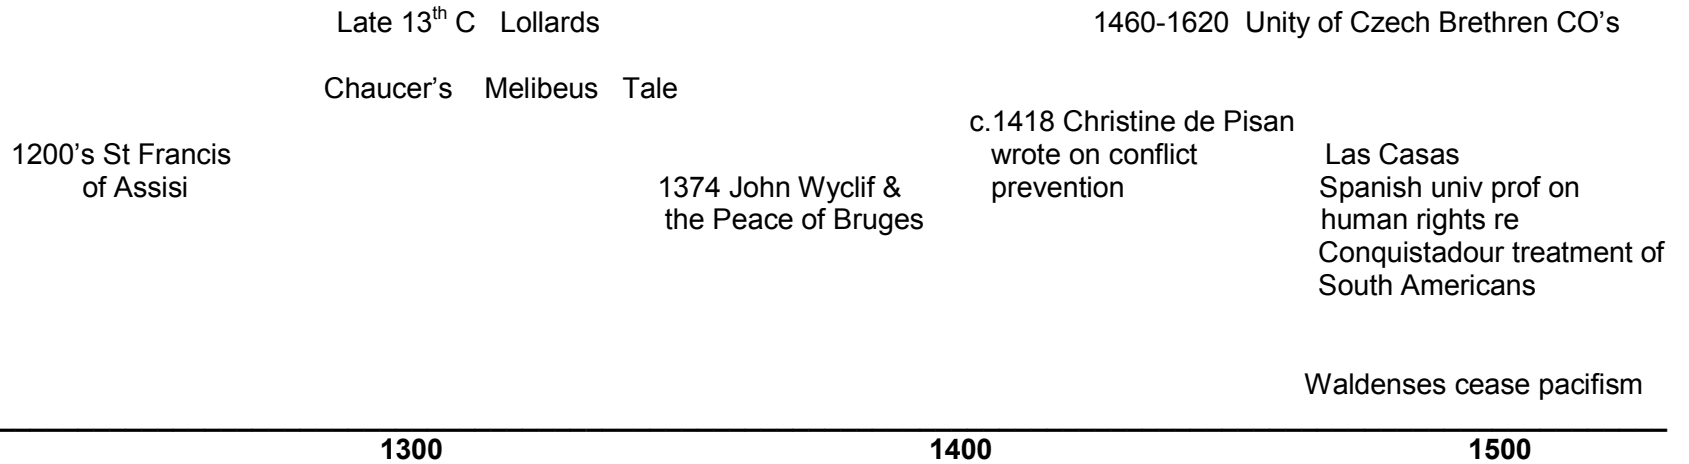 Late 13th C Lollards
1460-1620 Unity of Czech Brethren CO’s
Chaucer’s Melibeus Tale
1200’s St Francis
of Assisi
1374 John Wyclif &
the Peace of Bruges
c.1418 Christine de Pisan
wrote on conflict
prevention
Las Casas
Spanish univ prof on
human rights re
Conquistadour treatment of
South Americans
Waldenses cease pacifism
1300
1400
1500